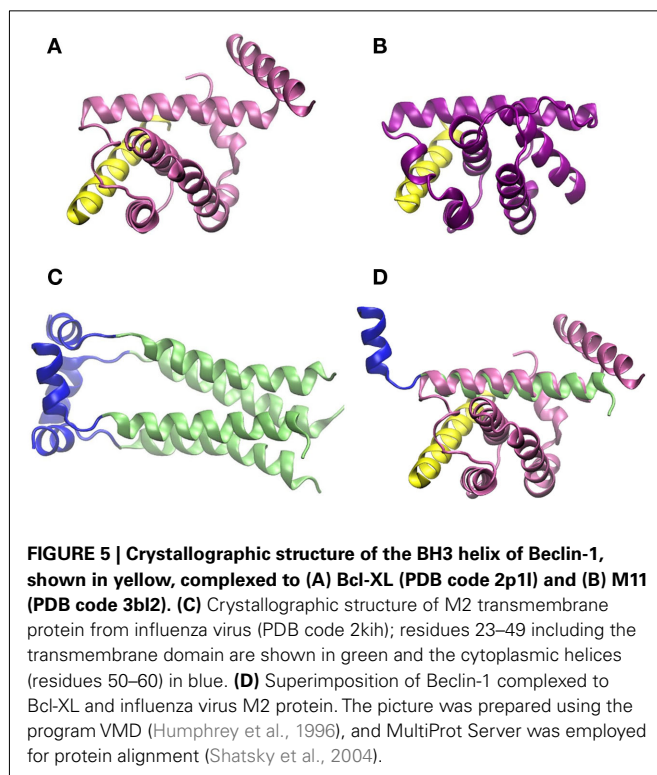 A
B
C
D
FIGURE 5 | Crystallographic structure of the BH3 helix of Beclin-1,
shown in yellow, complexed to (A) Bcl-XL (PDB code 2p1l) and (B) M11
(PDB code 3bl2). (C) Crystallographic structure of M2 transmembrane
protein from influenza virus (PDB code 2kih); residues 23–49 including the
transmembrane domain are shown in green and the cytoplasmic helices
(residues 50–60) in blue. (D) Superimposition of Beclin-1 complexed to
Bcl-XL and influenza virus M2 protein. The picture was prepared using the
program VMD (Humphrey et al., 1996), and MultiProt Server was employed
for protein alignment (Shatsky et al., 2004).